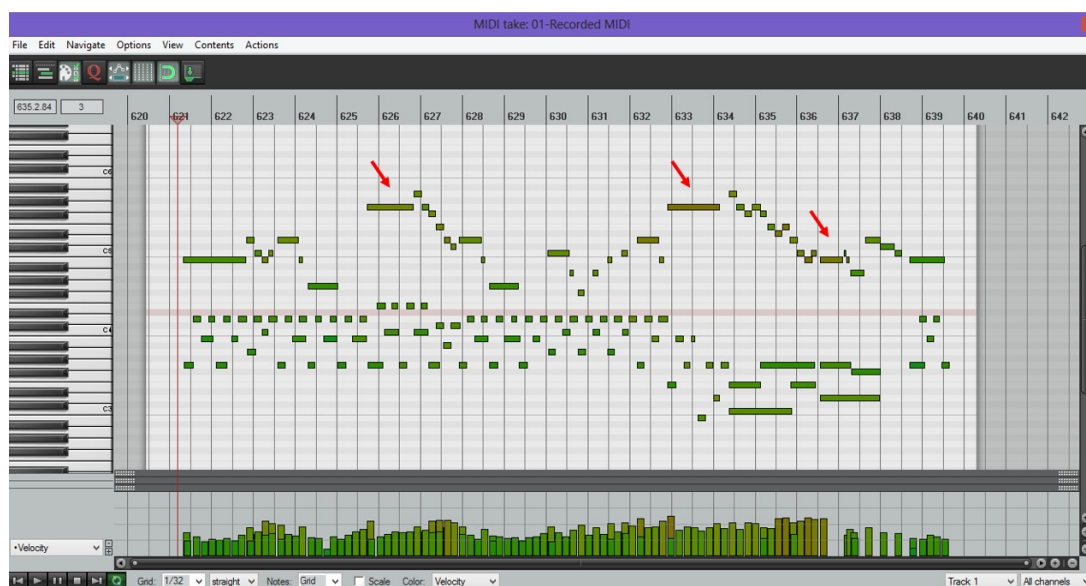 MIDI take: 01-Recorded MIDI
File Edit Navigate Options View Contents Actions
Q
635.2.84 3
620 621 622 623 624 625 626 627 628 629 630 631 632 633 634 635 636 637 638 639 640 641 642
C6
C5
C4
C3
•Velocity
Grid: 1/32 straight Notes: Grid Scale Color: Velocity Track 1 All channels